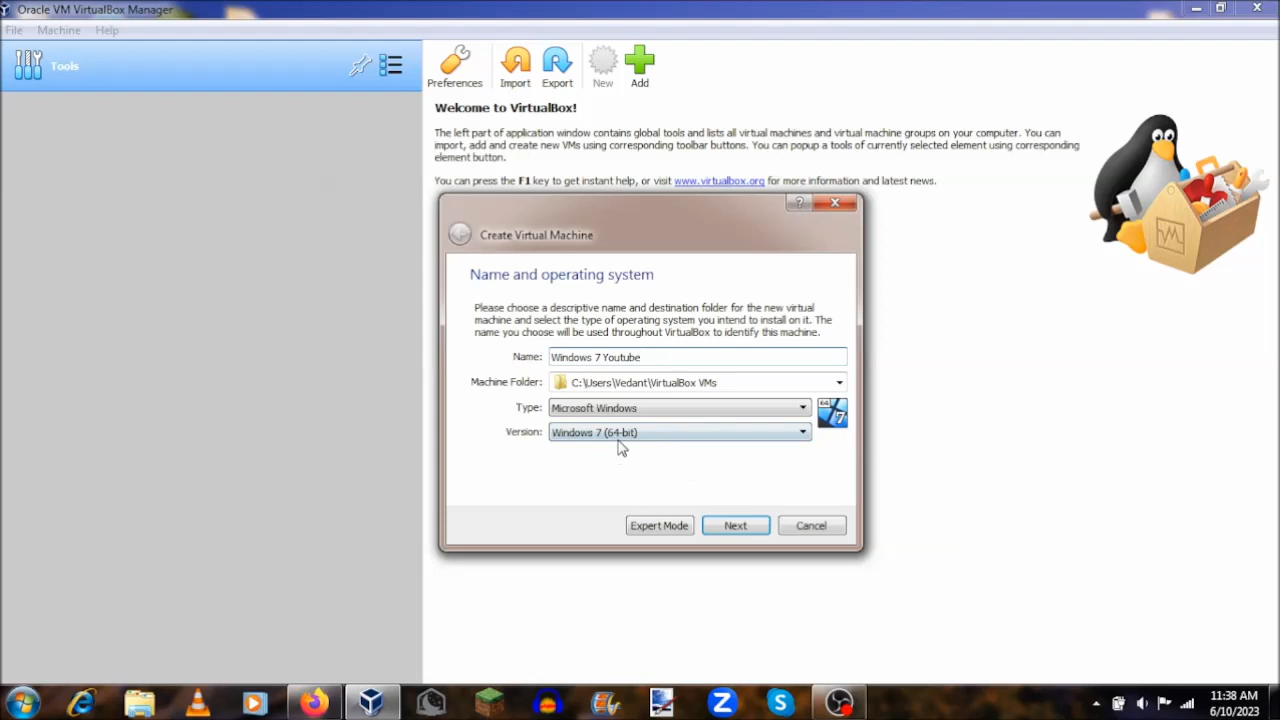 Oracle VM VirtualBox Manager
File Machine Help
Tools
Preferences Import Export New Add
Welcome to VirtualBox!
The left part of application window contains global tools and lists all virtual machines and virtual machine groups on your computer. You can
import, add and create new VMs using corresponding toolbar buttons. You can popup a tools of currently selected element using corresponding
element button.
You can press the F1 key to get instant help, or visit www.virtualbox.org for more information and latest news.
Create Virtual Machine
Name and operating system
Please choose a descriptive name and destination folder for the new virtual
machine and select the type of operating system you intend to install on it. The
name you choose will be used throughout VirtualBox to identify this machine.
Name: Windows 7 Youtube
Machine Folder: C:\Users\Vedant\VirtualBox VMs
Type: Microsoft Windows
64
7
Version: Windows 7 (64-bit)
Expert Mode Next Cancel
11:38 AM
6/10/2023